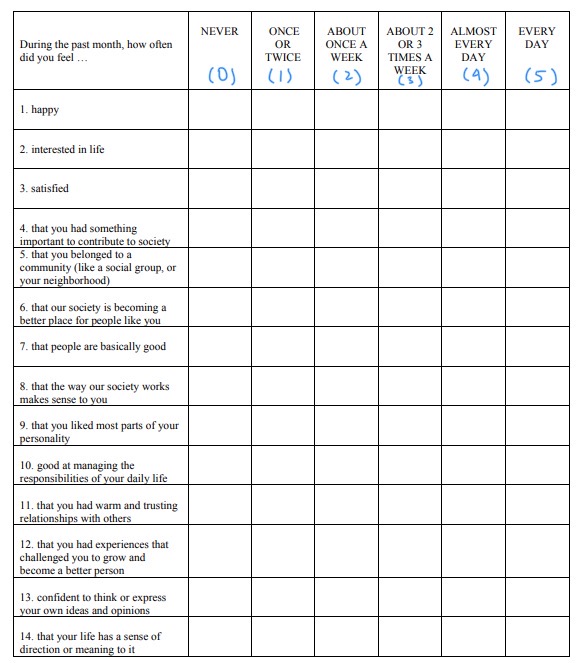 During the past month, how often
did you feel …
NEVER
(0)
ONCE
OR
TWICE
(1)
ABOUT
ONCE A
WEEK
(2)
ABOUT 2
OR 3
TIMES A
WEEK
(3)
ALMOST
EVERY
DAY
(4)
EVERY
DAY
(5)
1. happy
2. interested in life
3. satisfied
4. that you had something
important to contribute to society
5. that you belonged to a
community (like a social group, or
your neighborhood)
6. that our society is becoming a
better place for people like you
7. that people are basically good
8. that the way our society works
makes sense to you
9. that you liked most parts of your
personality
10. good at managing the
responsibilities of your daily life
11. that you had warm and trusting
relationships with others
12. that you had experiences that
challenged you to grow and
become a better person
13. confident to think or express
your own ideas and opinions
14. that your life has a sense of
direction or meaning to it